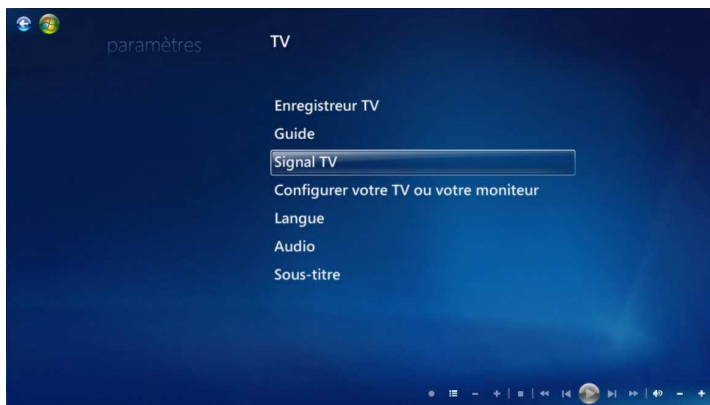 paramètres
TV
Enregistreur TV
Guide
Signal TV
Configurer votre TV ou votre moniteur
Langue
Audio
Sous-titre